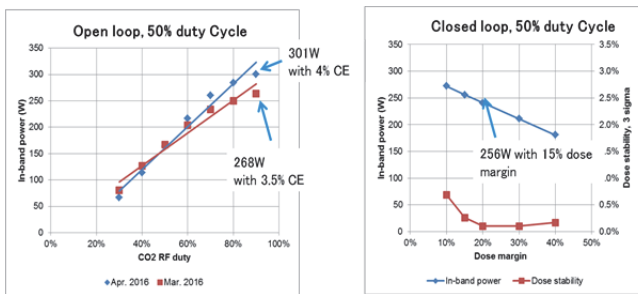 Open loop, 50% duty Cycle
350
300
250
200
150
100
50
0
In-band power (W)
0%
20%
40%
60%
80%
100%
CO2 RF duty
301W
with 4% CE
268W
with 3.5% CE
Apr. 2016
Mar. 2016
Closed loop, 50% duty Cycle
350
300
250
200
150
100
50
0
In-band power (W)
3.5%
3.0%
2.5%
2.0%
1.5%
1.0%
0.5%
0.0%
Dose stability, 3 sigma
0%
10%
20%
30%
40%
50%
Dose margin
256W with 15% dose
margin
In-band power
Dose stability